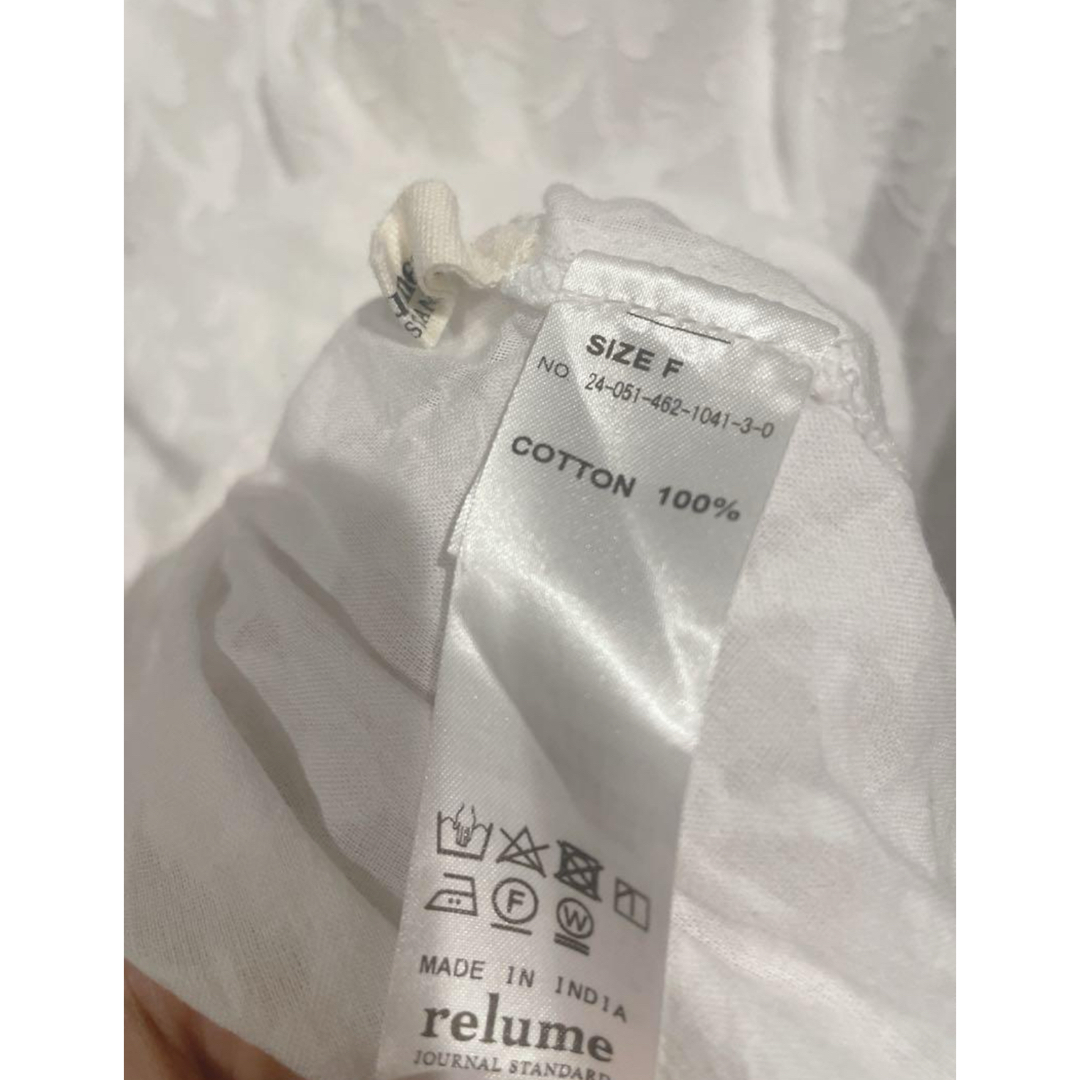 SIZE F
NO 24-051-462-1041-3-0
COTTON 100%
F
W
MADE IN INDIA
relume
JOURNAL STANDARD